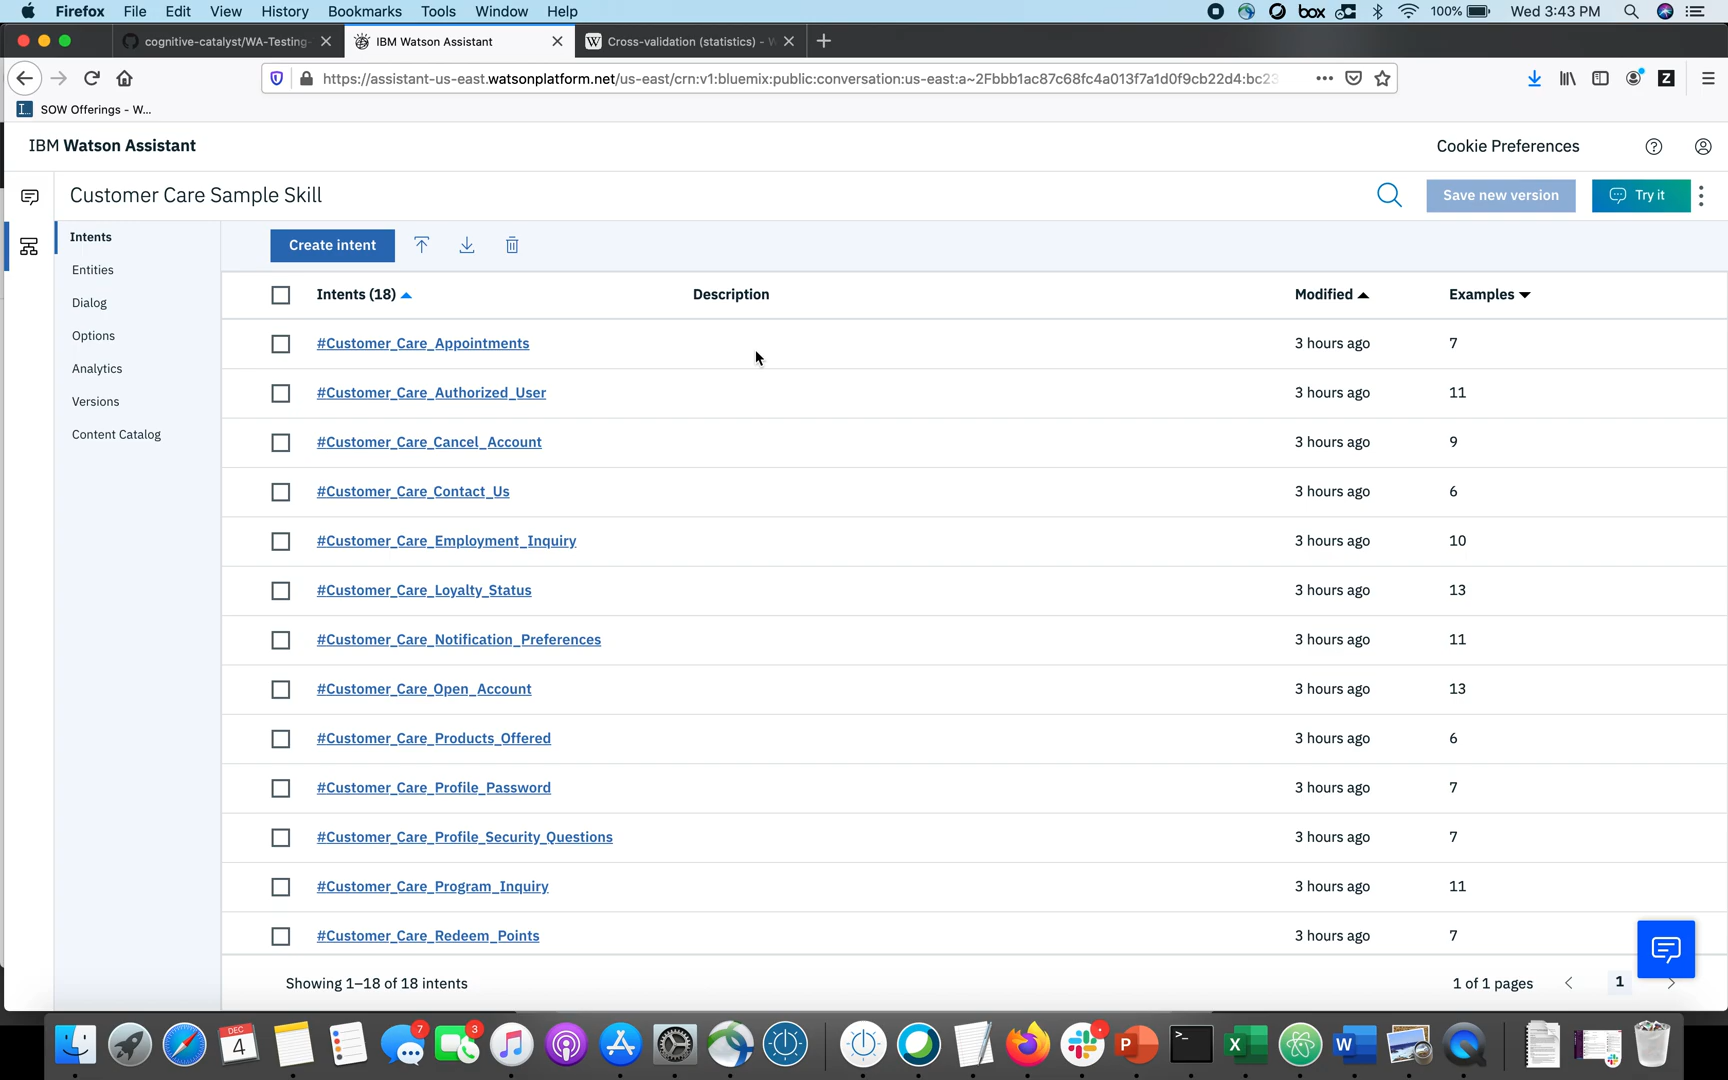 Firefox File Edit View History Bookmarks Tools Window Help box 100% Wed 3:43 PM
cognitive-catalyst/WA-Testing- IBM Watson Assistant W Cross-validation (statistics) -
https://assistant-us-east.watsonplatform.net/us-east/crn:v1:bluemix:public:conversation:us-east:a~2Fbbb1ac87c68fc4a013f7a1d0f9cb22d4:bc23 Z
SOW Offerings - W...
IBM Watson Assistant Cookie Preferences
Customer Care Sample Skill Save new version Try it
Intents Create intent
Entities
Dialog
Options
Analytics
Versions
Content Catalog
Intents (18) Description Modified Examples
#Customer_Care_Appointments 3 hours ago 7
#Customer_Care_Authorized_User 3 hours ago 11
#Customer_Care_Cancel_Account 3 hours ago 9
#Customer_Care_Contact_Us 3 hours ago 6
#Customer_Care_Employment_Inquiry 3 hours ago 10
#Customer_Care_Loyalty_Status 3 hours ago 13
#Customer_Care_Notification_Preferences 3 hours ago 11
#Customer_Care_Open_Account 3 hours ago 13
#Customer_Care_Products_Offered 3 hours ago 6
#Customer_Care_Profile_Password 3 hours ago 7
#Customer_Care_Profile_Security_Questions 3 hours ago 7
#Customer_Care_Program_Inquiry 3 hours ago 11
#Customer_Care_Redeem_Points 3 hours ago 7
Showing 1–18 of 18 intents 1 of 1 pages 1
DEC 4 7 3 P >_ X W